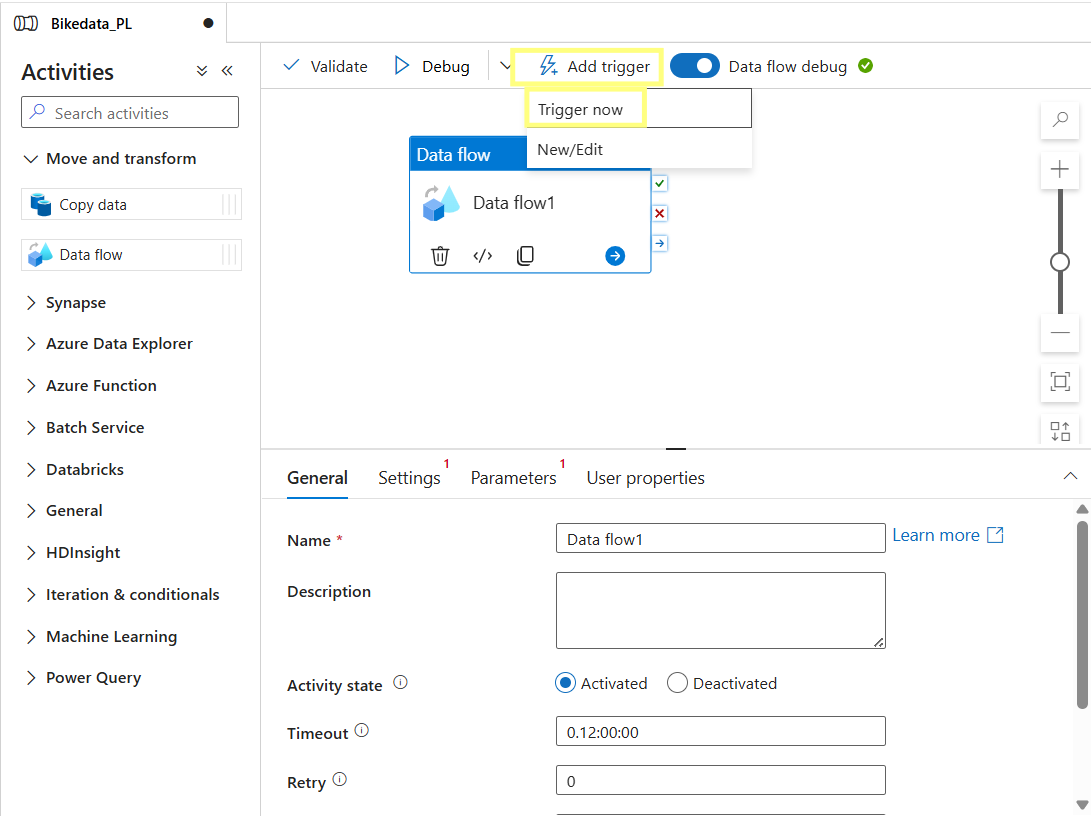 Bikedata_PL
Activities
Search activities
Move and transform
Copy data
Data flow
Synapse
Azure Data Explorer
Azure Function
Batch Service
Databricks
General
HDInsight
Iteration & conditionals
Machine Learning
Power Query
Validate
Debug
Add trigger
Data flow debug
Trigger now
New/Edit
Data flow
Data flow1
General
Settings 1
Parameters 1
User properties
Name *
Data flow1
Learn more
Description
Activity state
Activated
Deactivated
Timeout
0.12:00:00
Retry
0